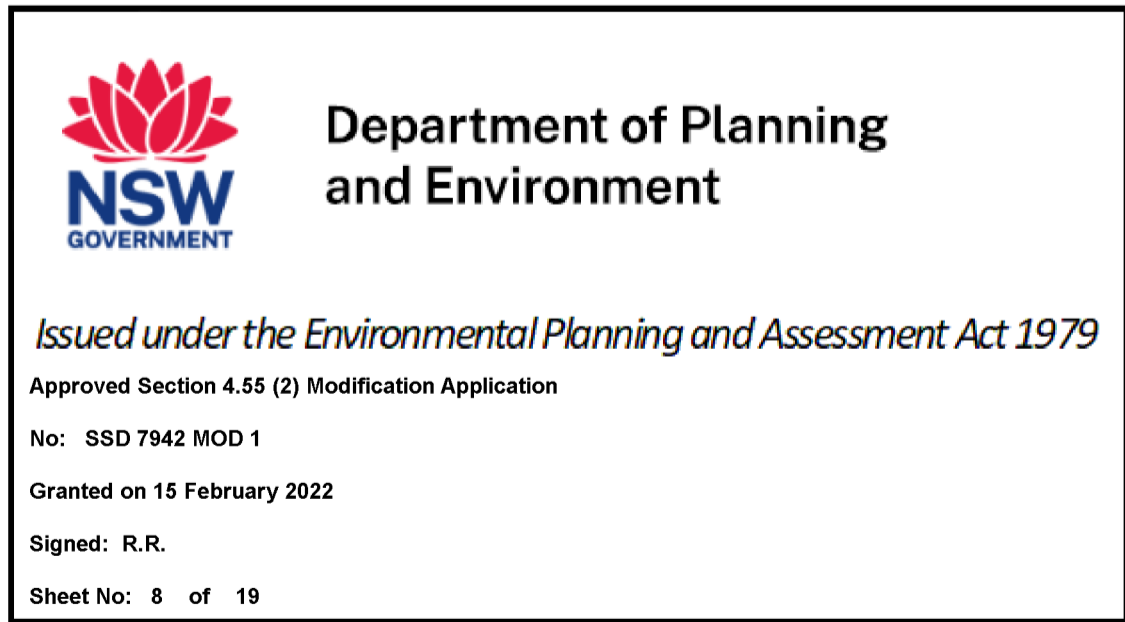 NSW
GOVERNMENT
Department of Planning
and Environment
Issued under the Environmental Planning and Assessment Act 1979
Approved Section 4.55 (2) Modification Application
No: SSD 7942 MOD 1
Granted on 15 February 2022
Signed: R.R.
Sheet No: 8 of 19